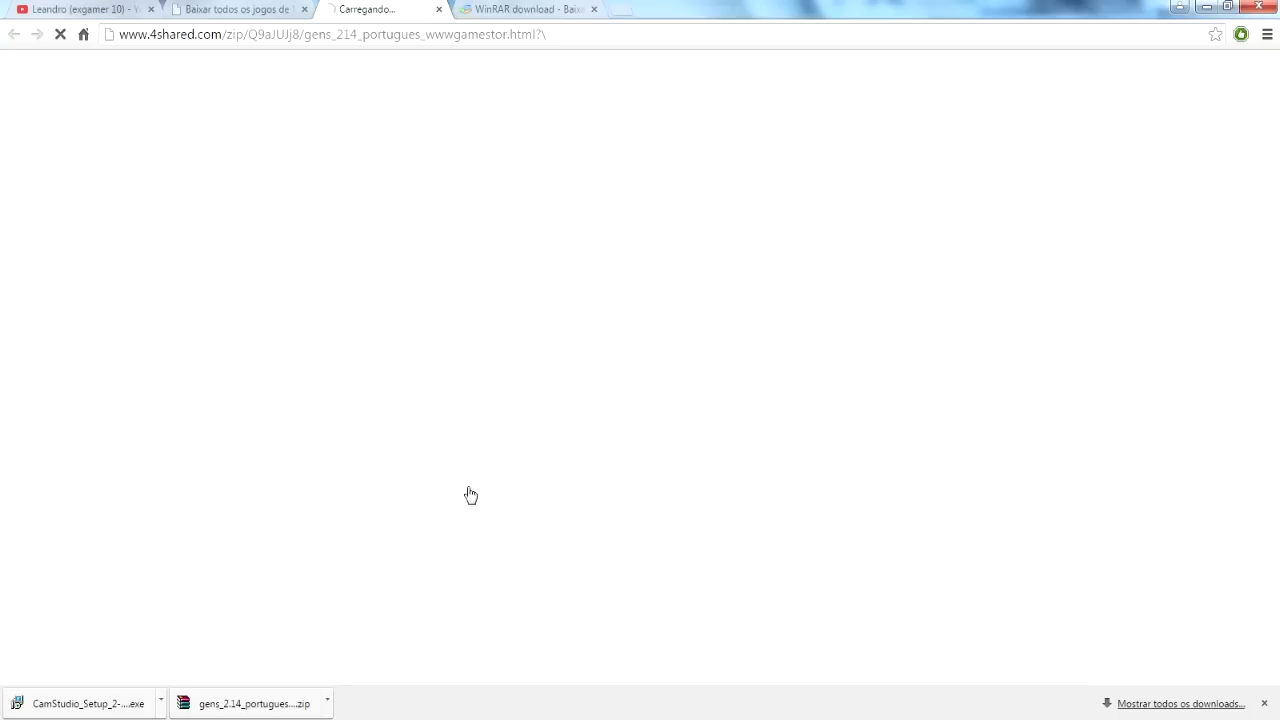 Leandro (exgamer 10) - Y
Baixar todos os jogos de
Carregando...
WinRAR download - Baixa
www.4shared.com/zip/Q9aJUJj8/gens_214_portugues_wwwgamestor.html?\
CamStudio_Setup_2-....exe
gens_2.14_portugues....zip
Mostrar todos os downloads...